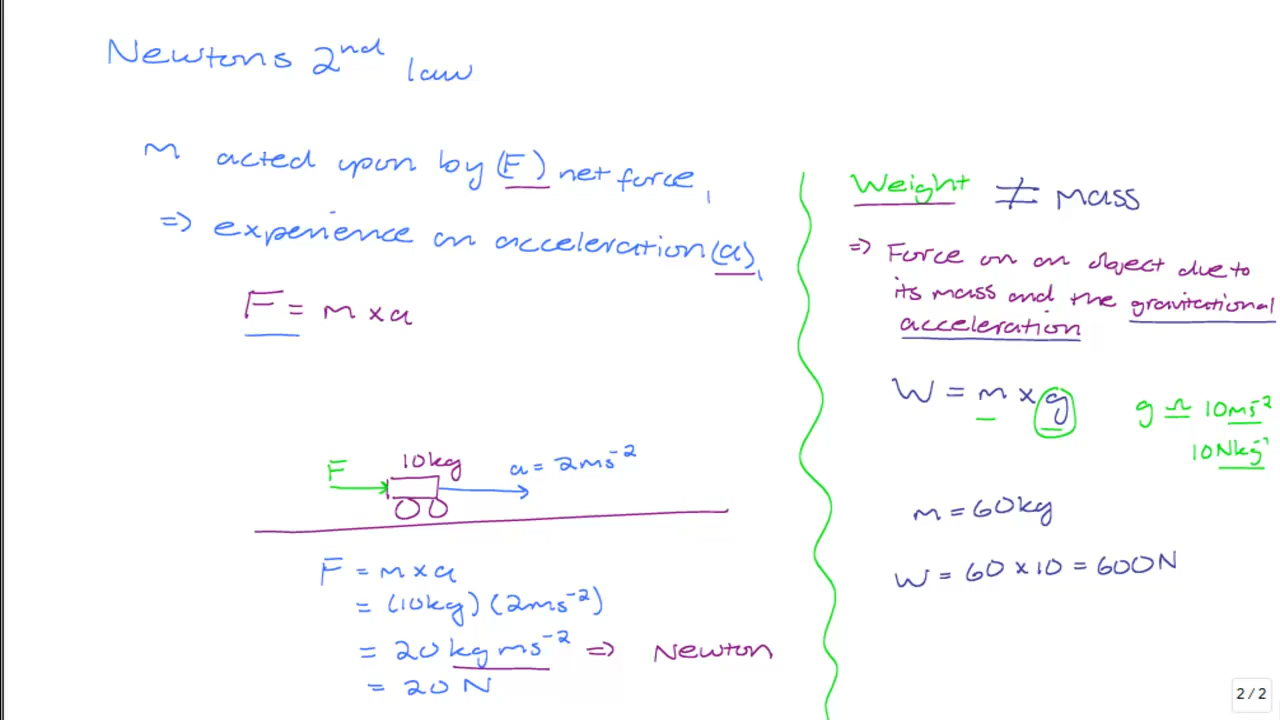 Newtons 2nd law
m acted upon by (F) net force,
=> experience an acceleration (a),
F = m × a
F
10kg
a = 2ms⁻²
F = m × a
= (10kg) (2ms⁻²)
= 20 kg ms⁻² => Newton
= 20 N
Weight ≠ mass
=> Force on an object due to
its mass and the gravitational
acceleration
W = m × g
g ≏ 10ms⁻²
10Nkg⁻¹
m = 60kg
W = 60 × 10 = 600N
2 / 2